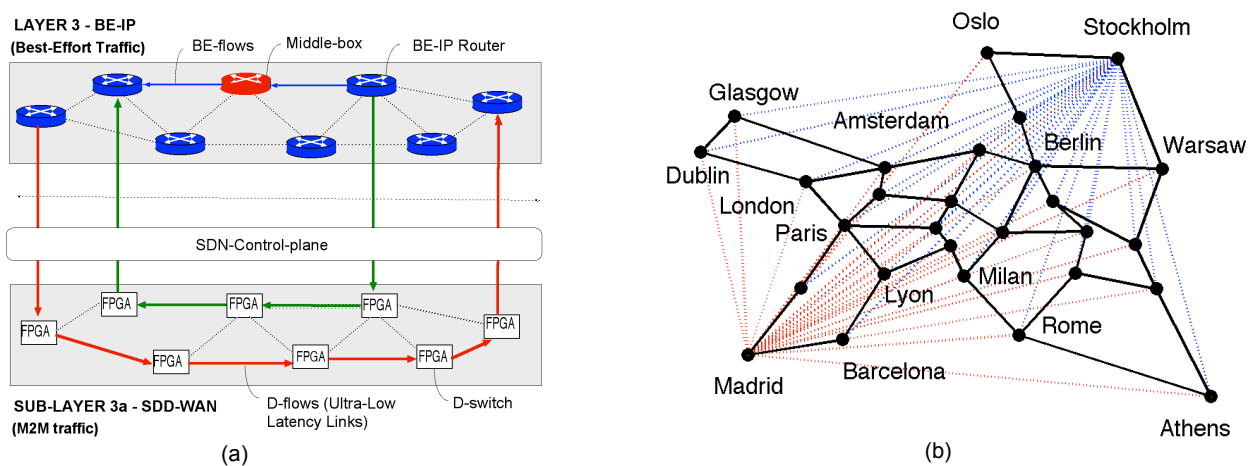 LAYER 3 - BE-IP
(Best-Effort Traffic)
BE-flows
Middle-box
BE-IP Router
SDN-Control-plane
FPGA
FPGA
FPGA
FPGA
FPGA
FPGA
FPGA
FPGA
SUB-LAYER 3a - SDD-WAN
(M2M traffic)
D-flows (Ultra-Low
Latency Links)
D-switch
(a)
Oslo
Stockholm
Glasgow
Amsterdam
Berlin
Warsaw
Dublin
London
Paris
Milan
Lyon
Rome
Madrid
Barcelona
Athens
(b)